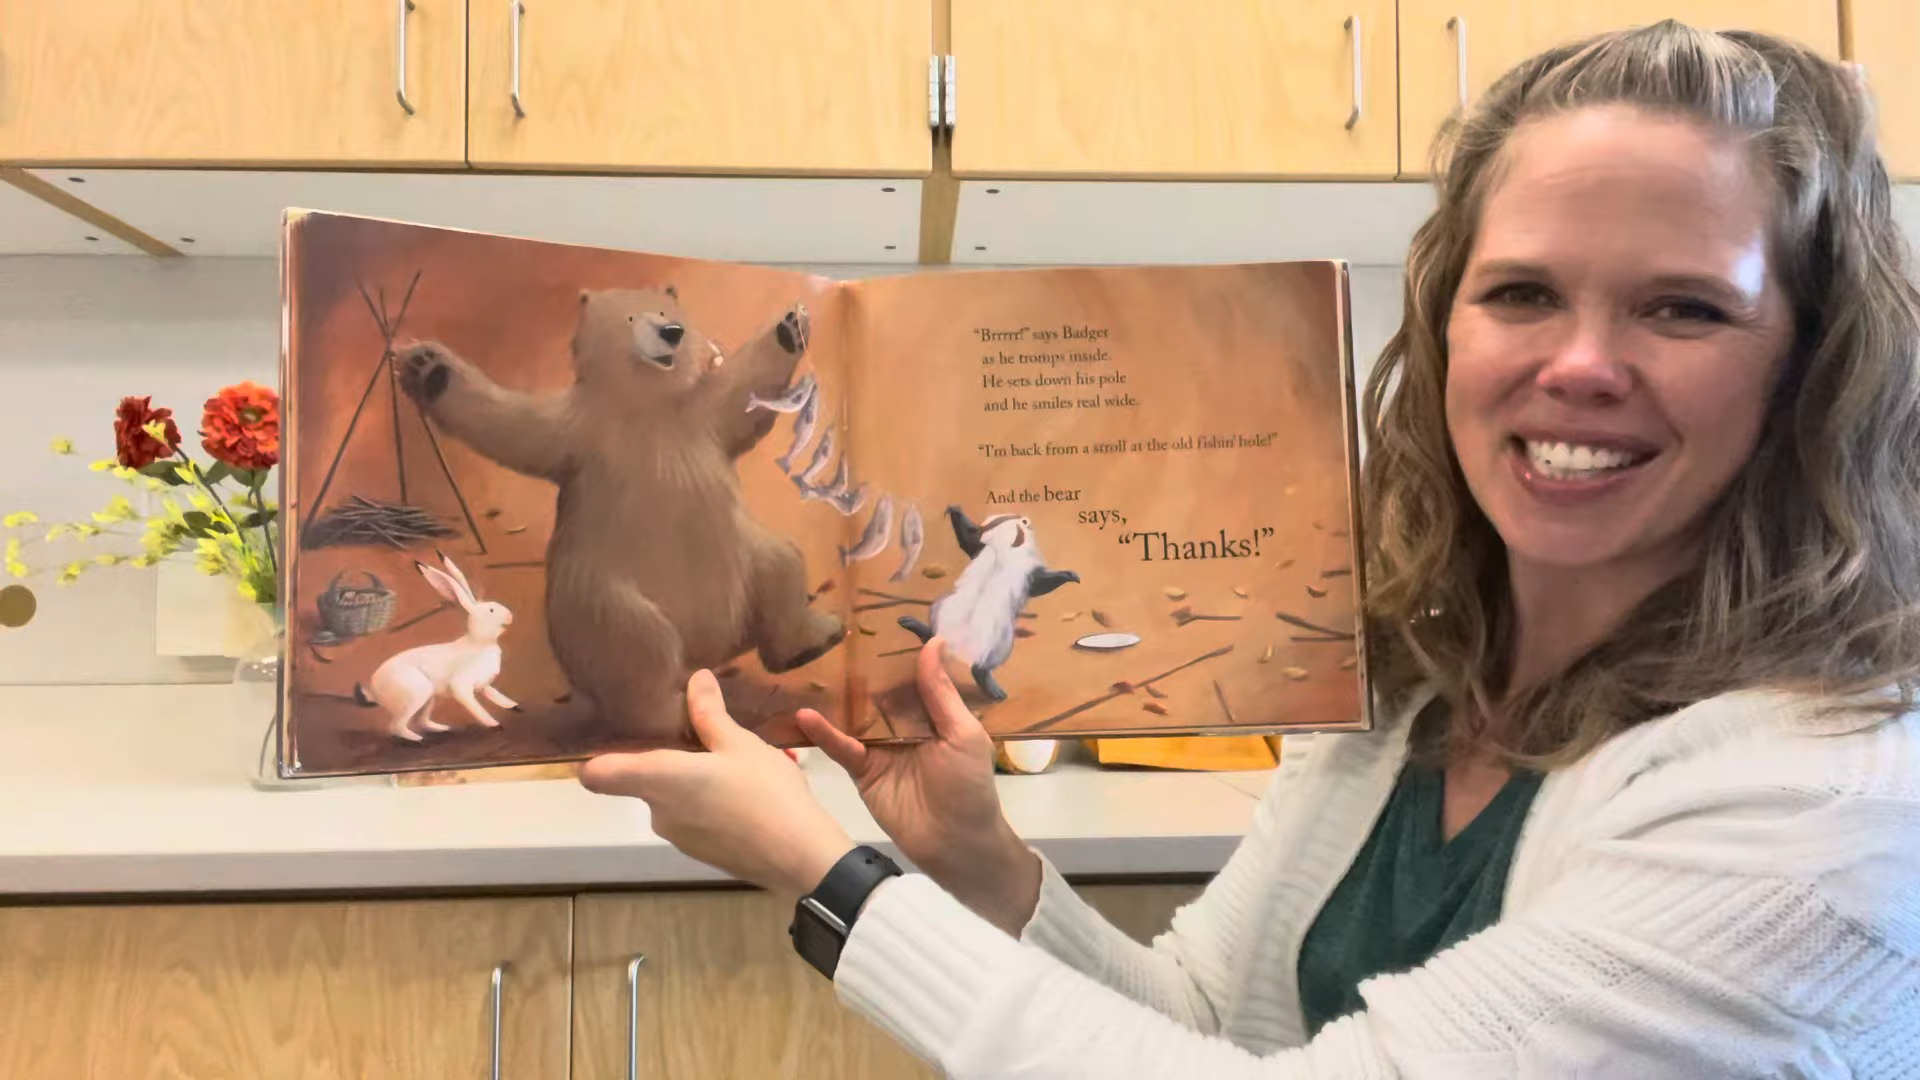 “Brrrrr!” says Badger
as he tromps inside.
He sets down his pole
and he smiles real wide.
“I’m back from a stroll at the old fishin’ hole!”
And the bear
says,
“Thanks!”